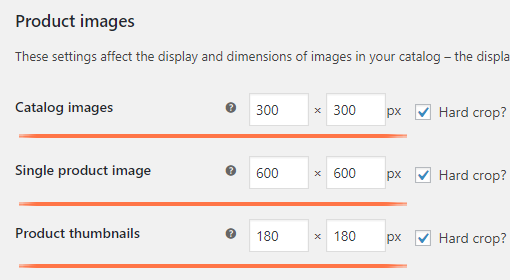 Product images
These settings affect the display and dimensions of images in your catalog – the displa
Catalog images ? 300 × 300 px Hard crop?
Single product image ? 600 × 600 px Hard crop?
Product thumbnails ? 180 × 180 px Hard crop?